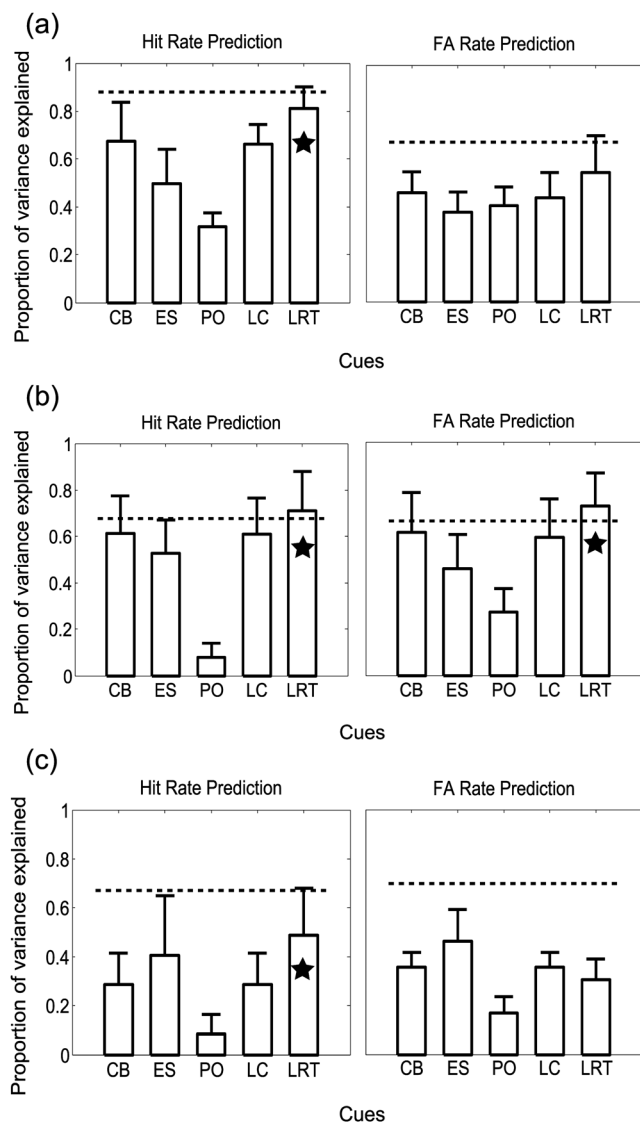 (a)
Hit Rate Prediction
FA Rate Prediction
Proportion of variance explained
1
0.8
0.6
0.4
0.2
0
CB ES PO LC LRT
CB ES PO LC LRT
Cues
(b)
Hit Rate Prediction
FA Rate Prediction
Proportion of variance explained
1
0.8
0.6
0.4
0.2
0
CB ES PO LC LRT
CB ES PO LC LRT
Cues
(c)
Hit Rate Prediction
FA Rate Prediction
Proportion of variance explained
1
0.8
0.6
0.4
0.2
0
CB ES PO LC LRT
CB ES PO LC LRT
Cues